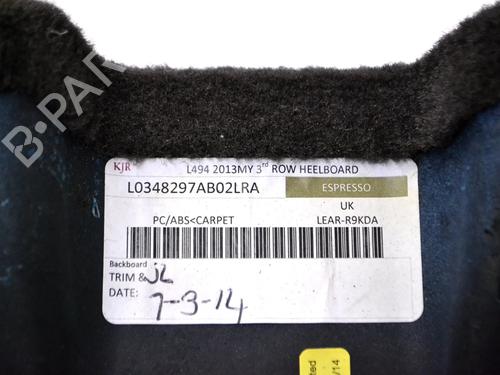 B-PARTS
KJR
L494 2013MY 3rd ROW HEELBOARD
L0348297AB02LRA ESPRESSO
UK
PC/ABS<CARPET LEAR-R9KDA
Backboard
TRIM & JL
DATE: 7-3-14
/14